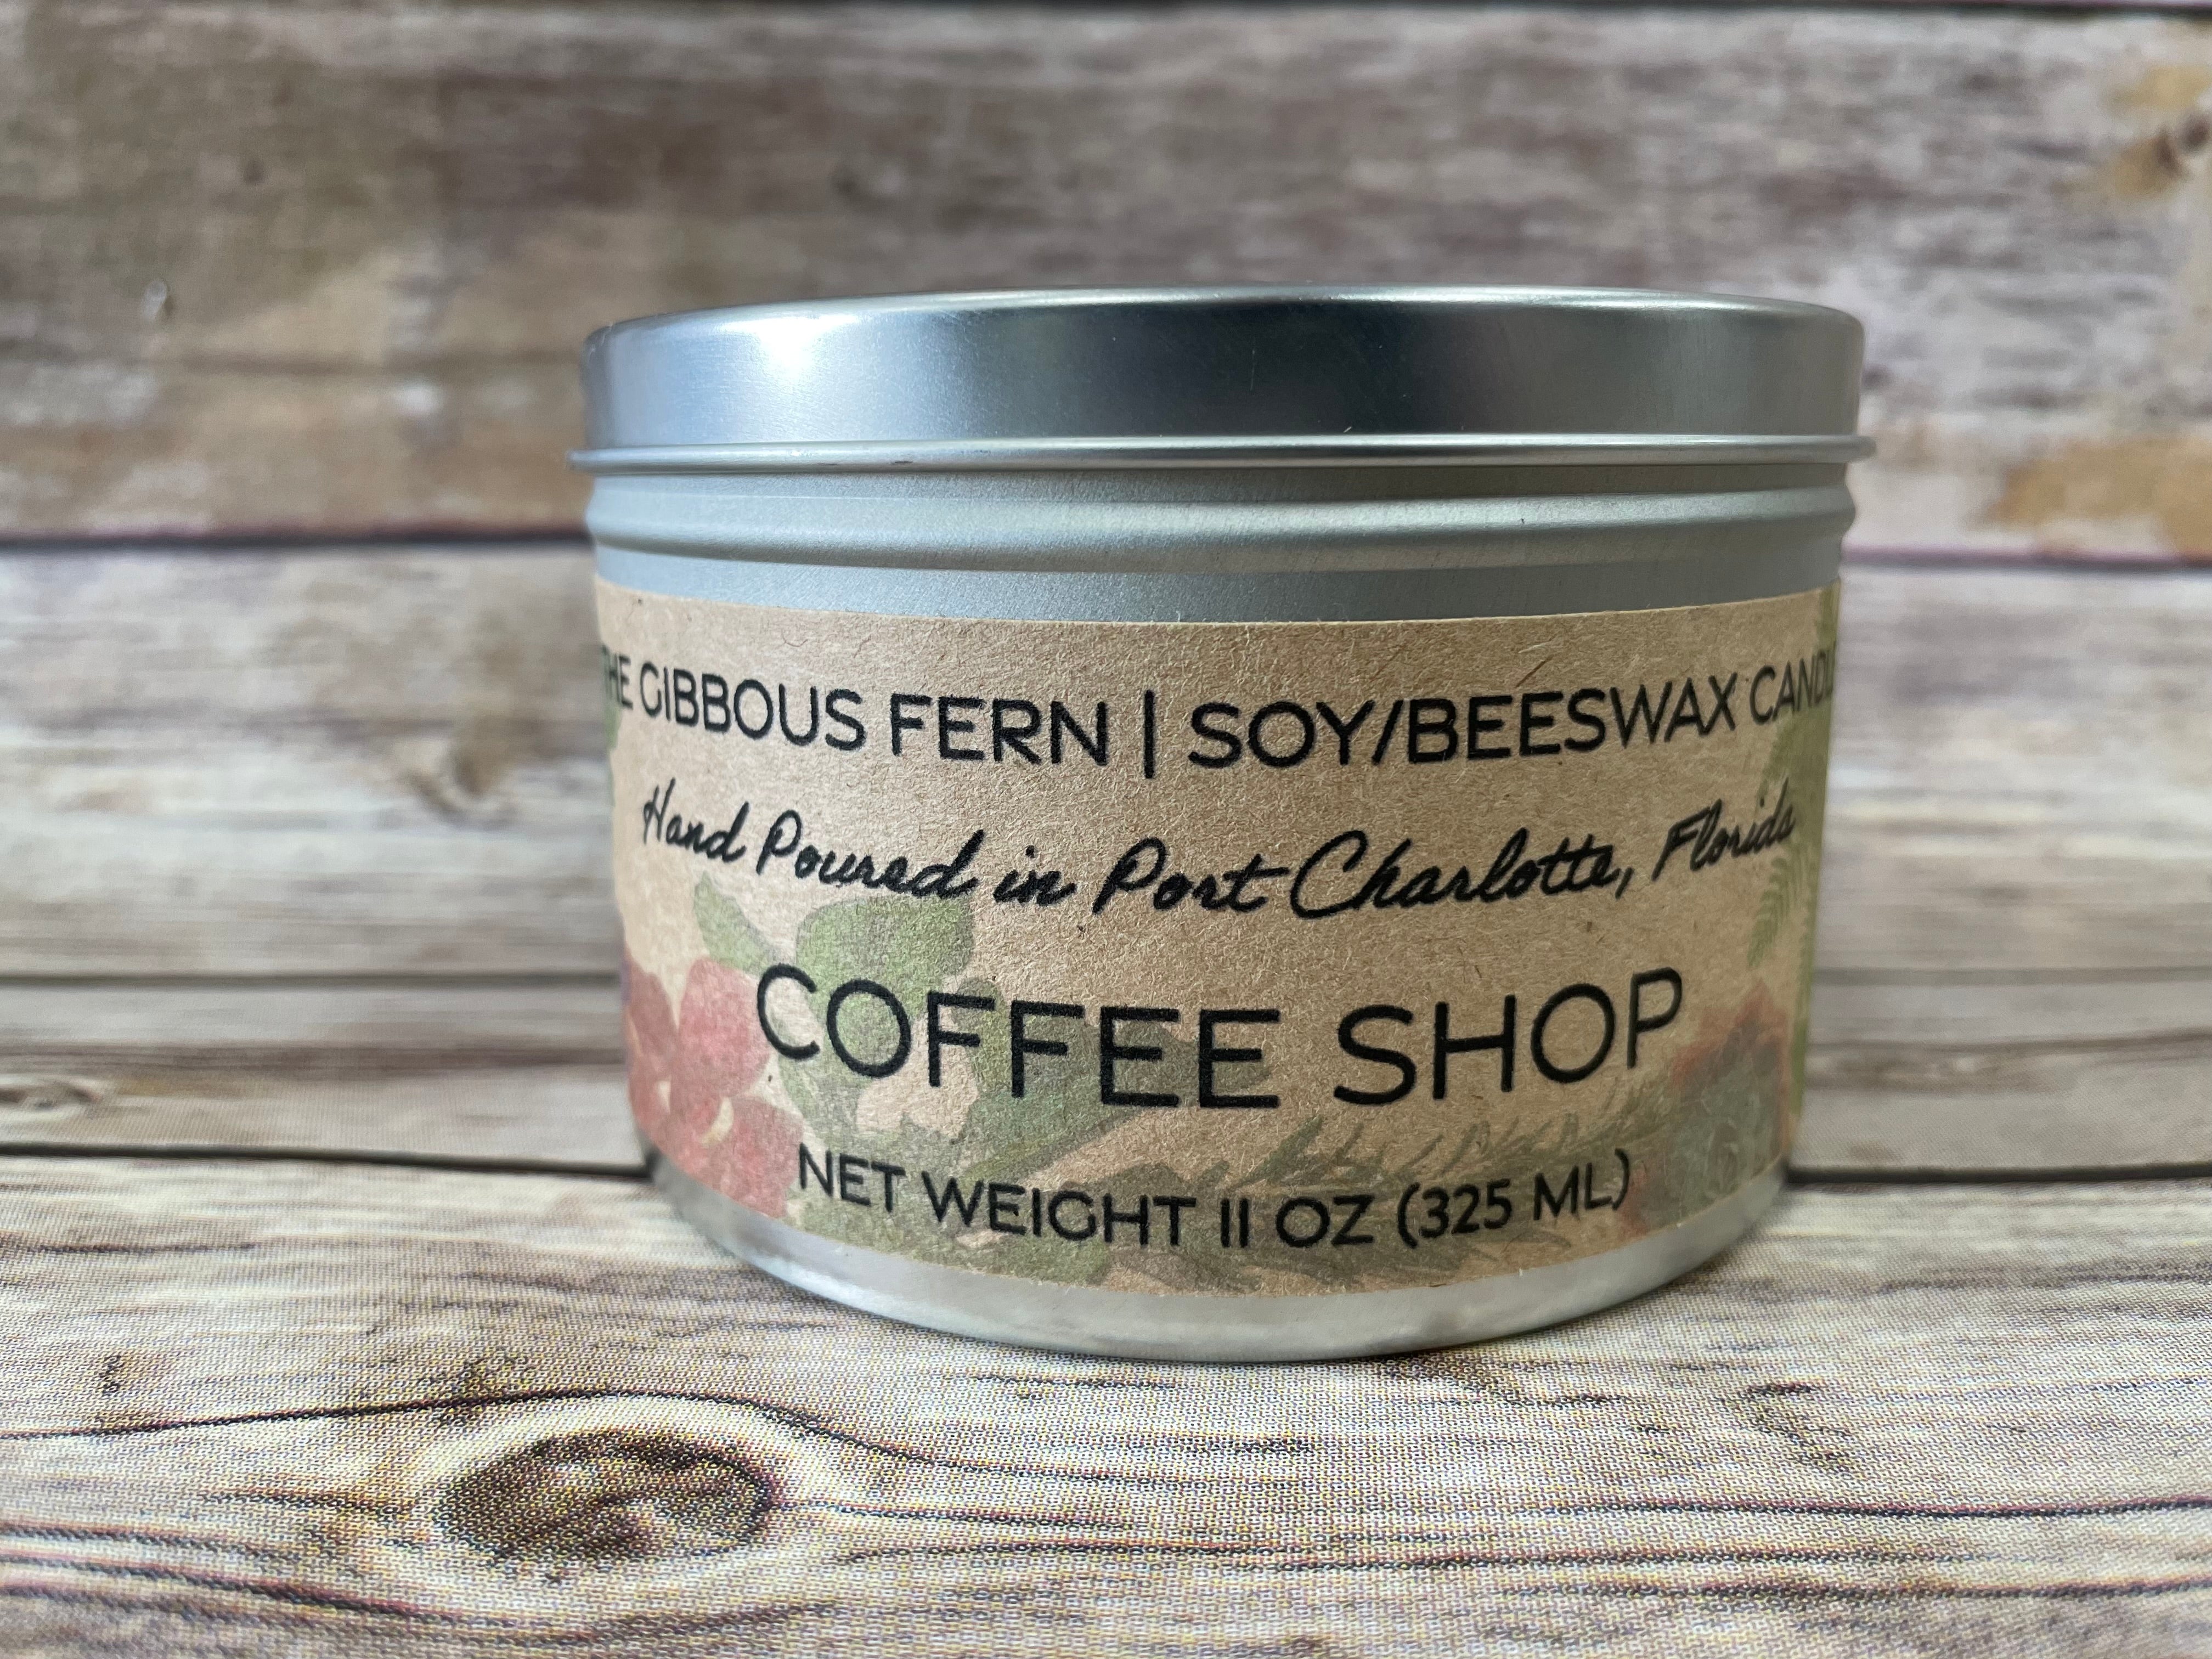 THE GIBBOUS FERN | SOY/BEESWAX CANDLE
Hand Poured in Port Charlotte, Florida
COFFEE SHOP
NET WEIGHT 11 OZ (325 ML)